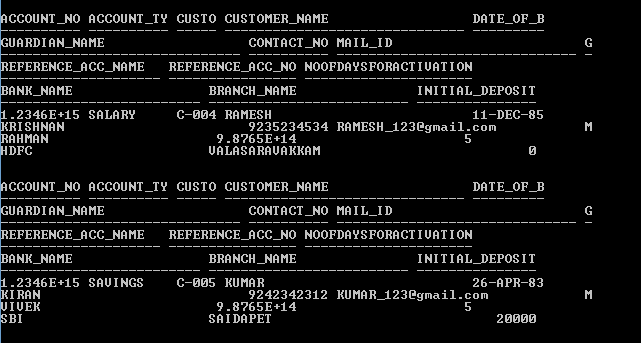 ACCOUNT_NO ACCOUNT_TY CUSTO CUSTOMER_NAME DATE_OF_B
---------- ---------- ----- ------------------------------ ---------
GUARDIAN_NAME CONTACT_NO MAIL_ID G
------------------------------ ---------- ------------------------------ -
REFERENCE_ACC_NAME REFERENCE_ACC_NO NOOFDAYSFORACTIVATION
-------------------- ---------------- ---------------------
BANK_NAME BRANCH_NAME INITIAL_DEPOSIT
------------------------- ------------------------- ---------------
1.2346E+15 SALARY C-004 RAMESH 11-DEC-85
KRISHNAN 9235234534 RAMESH_123@gmail.com M
RAHMAN 9.8765E+14 5
HDFC VALASARAVAKKAM 0
ACCOUNT_NO ACCOUNT_TY CUSTO CUSTOMER_NAME DATE_OF_B
---------- ---------- ----- ------------------------------ ---------
GUARDIAN_NAME CONTACT_NO MAIL_ID G
------------------------------ ---------- ------------------------------ -
REFERENCE_ACC_NAME REFERENCE_ACC_NO NOOFDAYSFORACTIVATION
-------------------- ---------------- ---------------------
BANK_NAME BRANCH_NAME INITIAL_DEPOSIT
------------------------- ------------------------- ---------------
1.2346E+15 SAVINGS C-005 KUMAR 26-APR-83
KIRAN 9242342312 KUMAR_123@gmail.com M
VIVEK 9.8765E+14 5
SBI SAIDAPET 20000